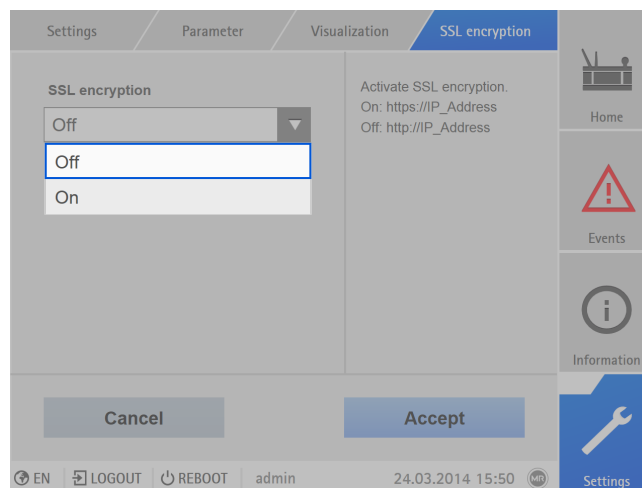 Settings
Parameter
Visualization
SSL encryption
SSL encryption
Off
Off
On
Activate SSL encryption.
On: https://IP_Address
Off: http://IP_Address
Cancel
Accept
Home
Events
Information
Settings
EN
LOGOUT
REBOOT
admin
24.03.2014 15:50
MR